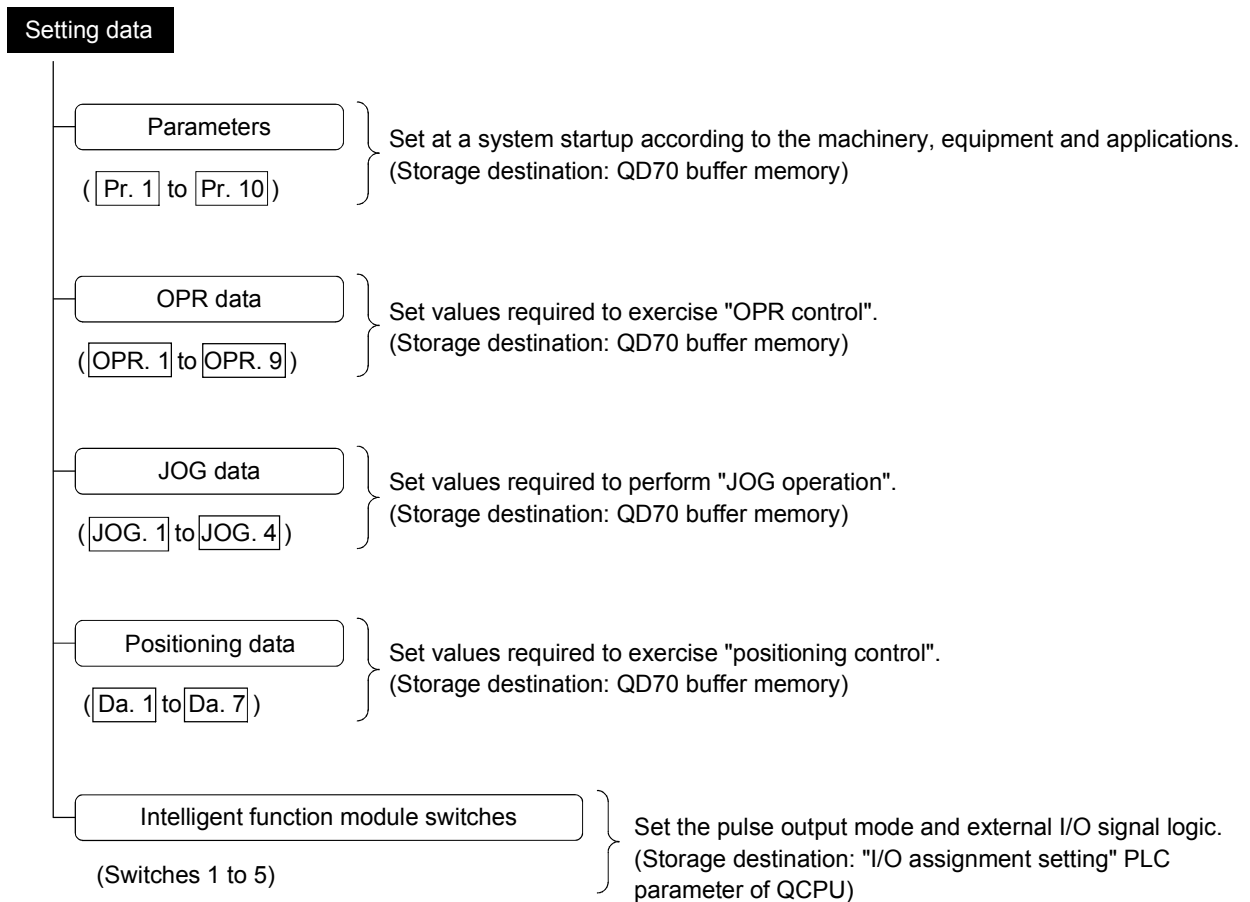 Setting data
Parameters
( Pr. 1 to Pr. 10 )
Set at a system startup according to the machinery, equipment and applications.
(Storage destination: QD70 buffer memory)
OPR data
( OPR. 1 to OPR. 9 )
Set values required to exercise "OPR control".
(Storage destination: QD70 buffer memory)
JOG data
( JOG. 1 to JOG. 4 )
Set values required to perform "JOG operation".
(Storage destination: QD70 buffer memory)
Positioning data
( Da. 1 to Da. 7 )
Set values required to exercise "positioning control".
(Storage destination: QD70 buffer memory)
Intelligent function module switches
(Switches 1 to 5)
Set the pulse output mode and external I/O signal logic.
(Storage destination: "I/O assignment setting" PLC
parameter of QCPU)